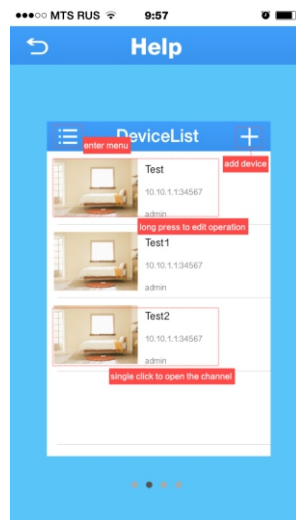 MTS RUS 9:57
Help
DeviceList
enter menu
add device
Test
10.10.1.1:34567
admin
long press to edit operation
Test1
10.10.1.1:34567
admin
Test2
10.10.1.1:34567
admin
single click to open the channel